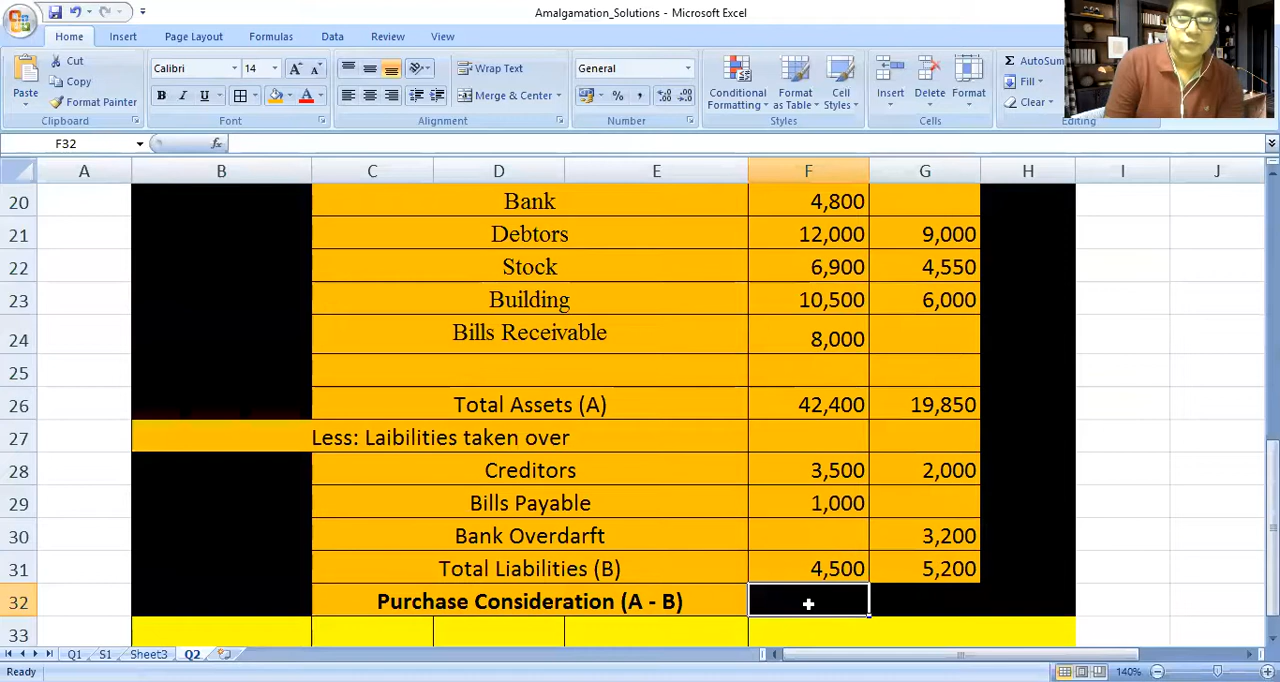 Amalgamation_Solutions - Microsoft Excel
Home Insert Page Layout Formulas Data Review View
Paste
Cut
Copy
Format Painter
Clipboard
Calibri 14 A A
B I U A
Font
Wrap Text
Merge & Center
Alignment
General
% ,
Number
Conditional Formatting
Format as Table
Cell Styles
Styles
Insert Delete Format
Cells
Σ AutoSum
Fill
Clear
Editing
F32 fx
A B C D E F G H I J
20 Bank 4,800
21 Debtors 12,000 9,000
22 Stock 6,900 4,550
23 Building 10,500 6,000
24 Bills Receivable 8,000
25
26 Total Assets (A) 42,400 19,850
27 Less: Laibilities taken over
28 Creditors 3,500 2,000
29 Bills Payable 1,000
30 Bank Overdarft 3,200
31 Total Liabilities (B) 4,500 5,200
32 Purchase Consideration (A - B)
33
Q1 S1 Sheet3 Q2
Ready 140%